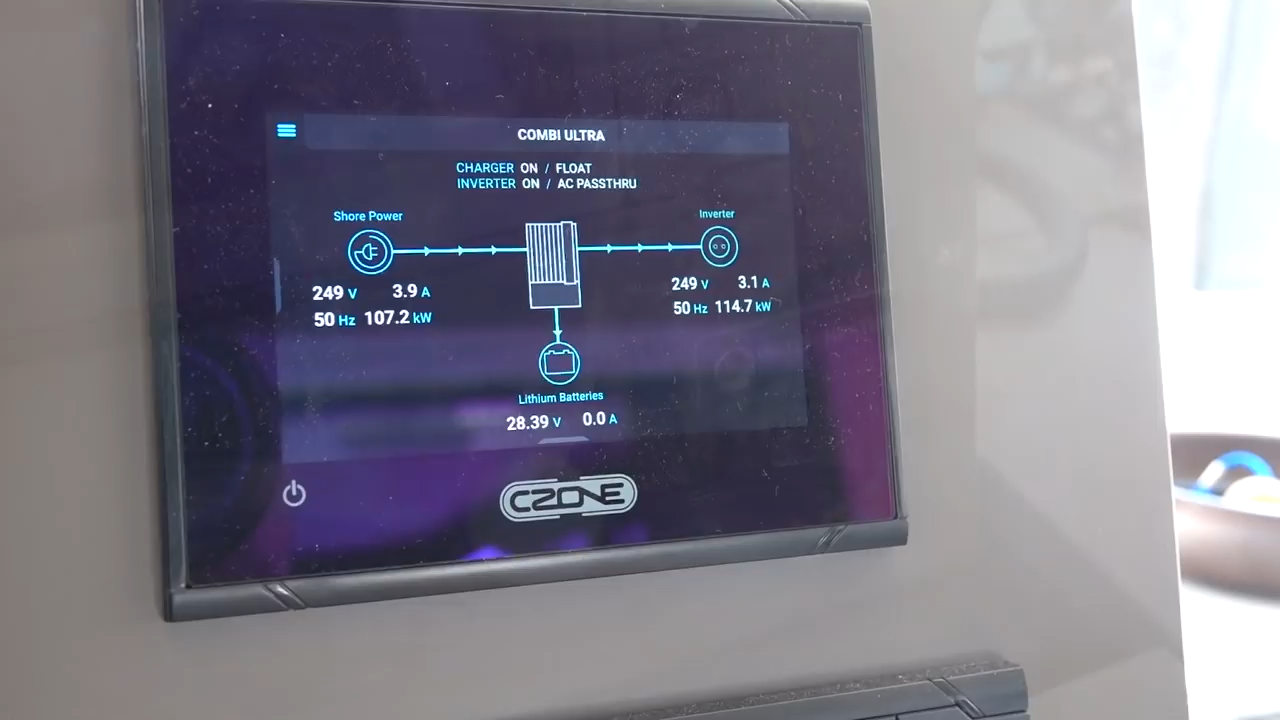 COMBI ULTRA
CHARGER ON / FLOAT
INVERTER ON / AC PASSTHRU
Shore Power
249 V 3.9 A
50 Hz 107.2 kW
Inverter
249 V 3.1 A
50 Hz 114.7 kW
Lithium Batteries
28.39 V 0.0 A
CZONE